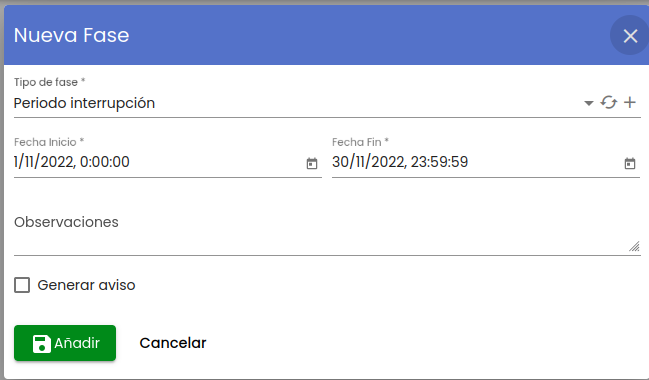 Nueva Fase
Tipo de fase *
Periodo interrupción
Fecha Inicio * Fecha Fin *
1/11/2022, 0:00:00 30/11/2022, 23:59:59
Observaciones
Generar aviso
Añadir Cancelar